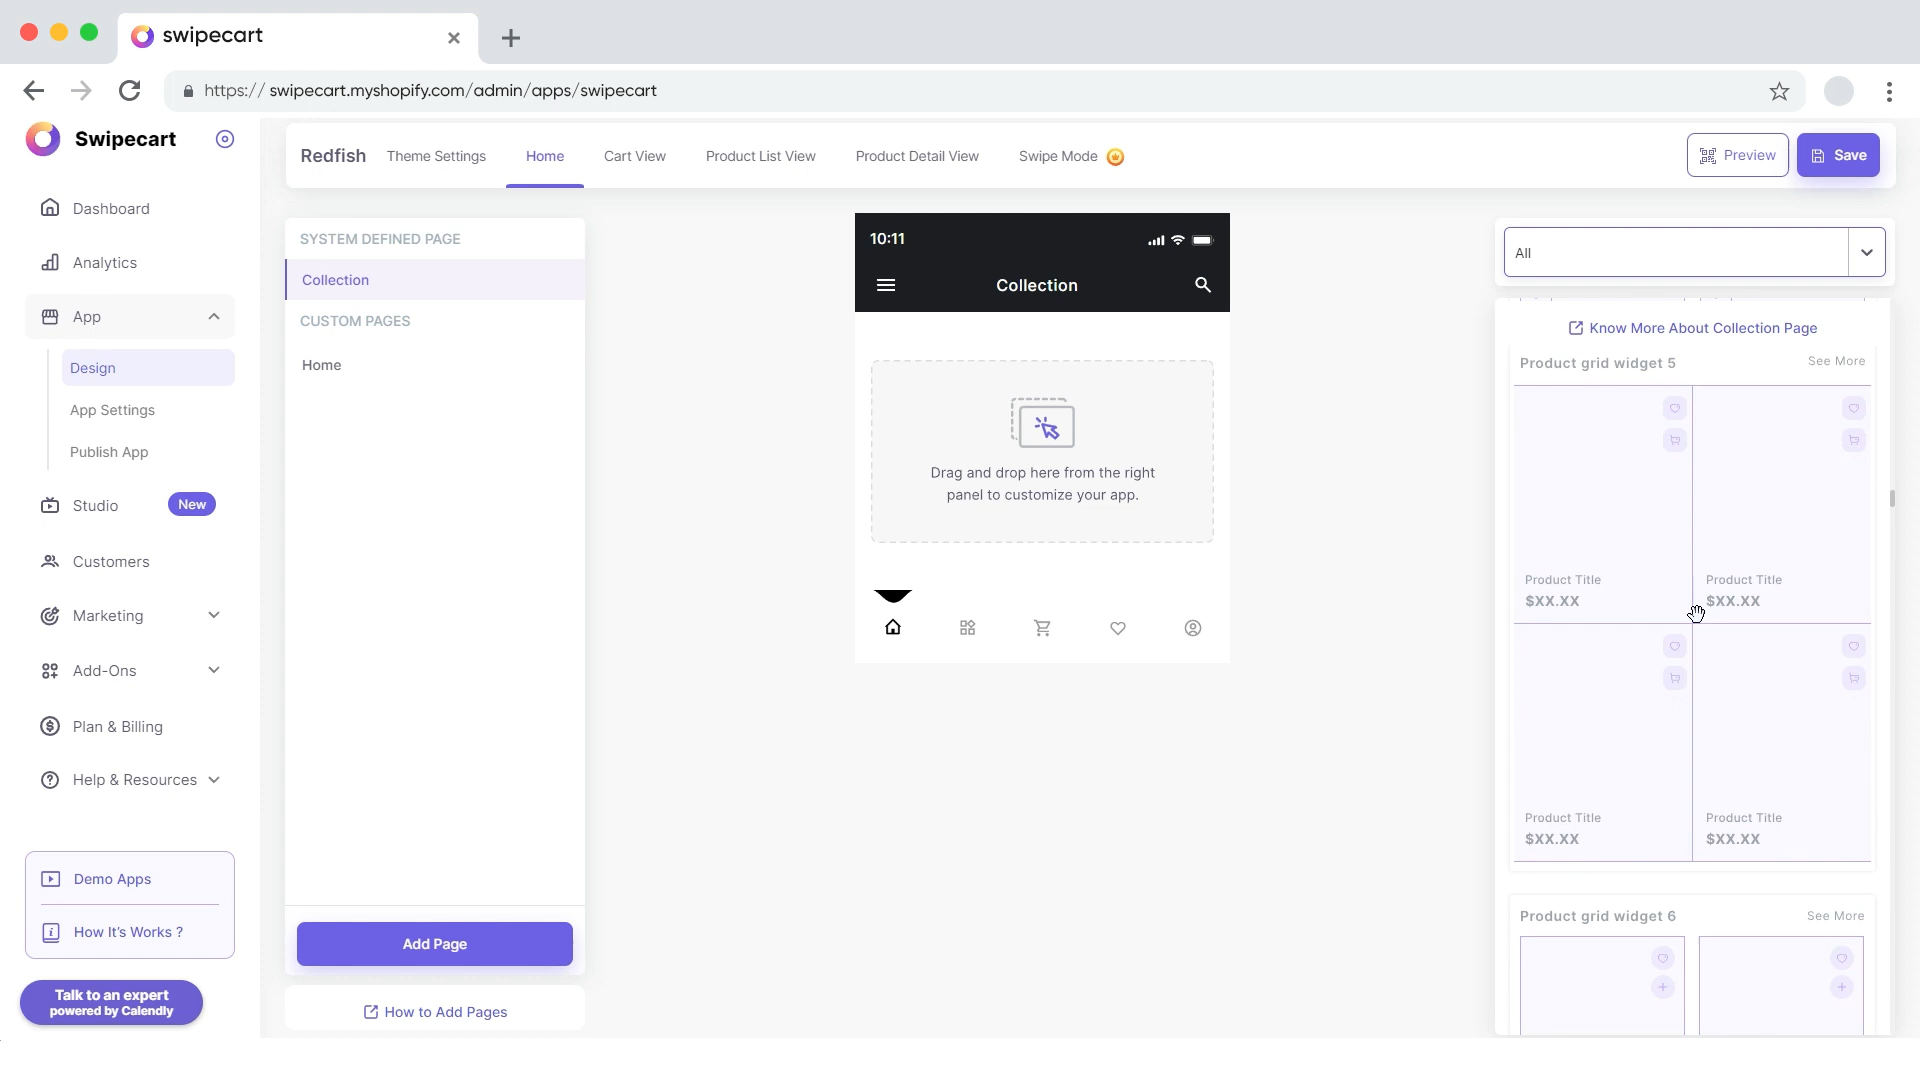 swipecart
https:// swipecart.myshopify.com/admin/apps/swipecart
Swipecart
Dashboard
Analytics
App
Design
App Settings
Publish App
Studio
New
Customers
Marketing
Add-Ons
Plan & Billing
Help & Resources
Demo Apps
How It's Works ?
Talk to an expert
powered by Calendly
Redfish
Theme Settings
Home
Cart View
Product List View
Product Detail View
Swipe Mode
Preview
Save
SYSTEM DEFINED PAGE
Collection
CUSTOM PAGES
Home
Add Page
How to Add Pages
10:11
Collection
Drag and drop here from the right
panel to customize your app.
All
Know More About Collection Page
Product grid widget 5
See More
Product Title
$XX.XX
Product Title
$XX.XX
Product Title
$XX.XX
Product Title
$XX.XX
Product grid widget 6
See More